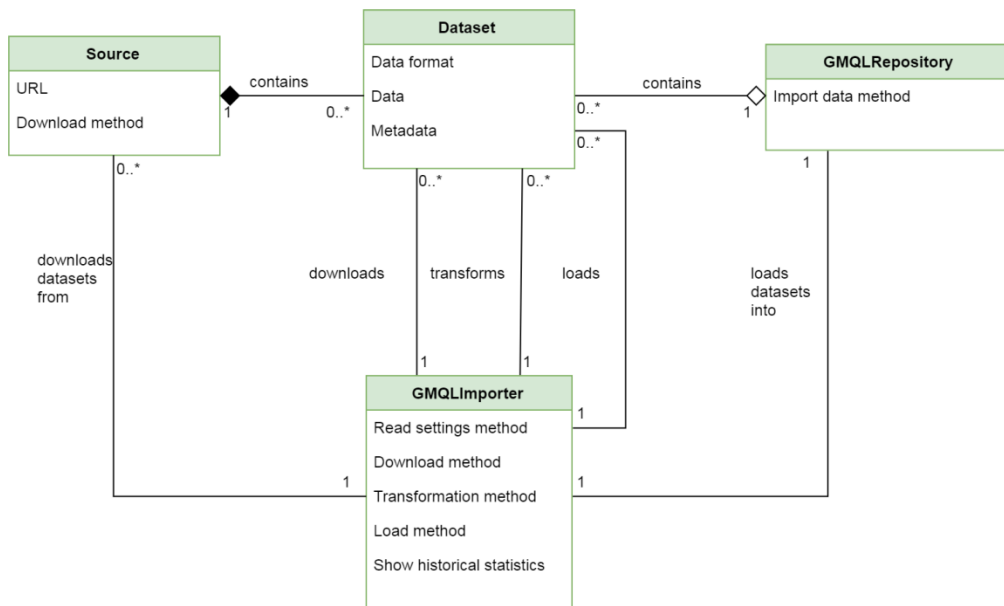 Dataset
Data format
Data
Metadata
Source
URL
Download method
GMQLRepository
Import data method
contains
1
0..*
contains
0..*
1
0..*
0..*
0..*
0..*
1
downloads
datasets
from
downloads
transforms
loads
loads
datasets
into
1
1
GMQLImporter
Read settings method
Download method
Transformation method
Load method
Show historical statistics
1
1
1